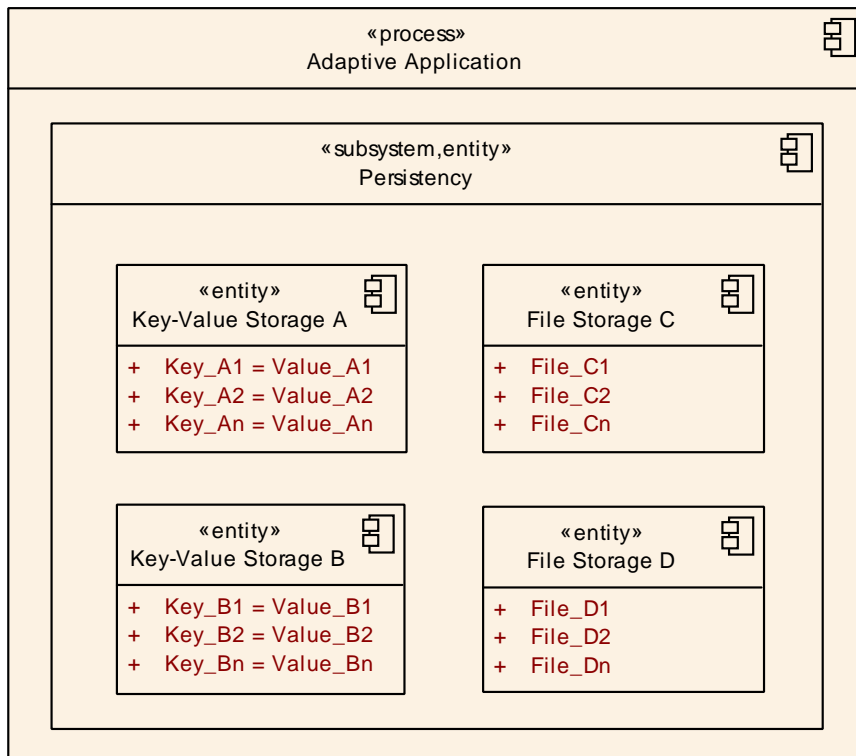 «process»
Adaptive Application
«subsystem,entity»
Persistency
«entity»
Key-Value Storage A
+ Key_A1 = Value_A1
+ Key_A2 = Value_A2
+ Key_An = Value_An
«entity»
File Storage C
+ File_C1
+ File_C2
+ File_Cn
«entity»
Key-Value Storage B
+ Key_B1 = Value_B1
+ Key_B2 = Value_B2
+ Key_Bn = Value_Bn
«entity»
File Storage D
+ File_D1
+ File_D2
+ File_Dn